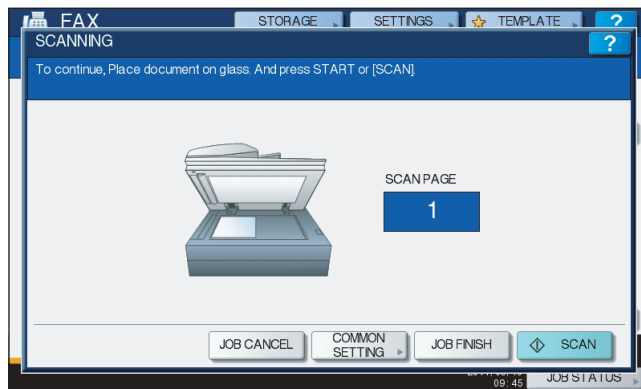 FAX
STORAGE
SETTINGS
TEMPLATE
?
SCANNING
?
To continue, Place document on glass. And press START or [SCAN].
SCAN PAGE
1
JOB CANCEL
COMMON
SETTING
JOB FINISH
SCAN
09:45
JOB STATUS